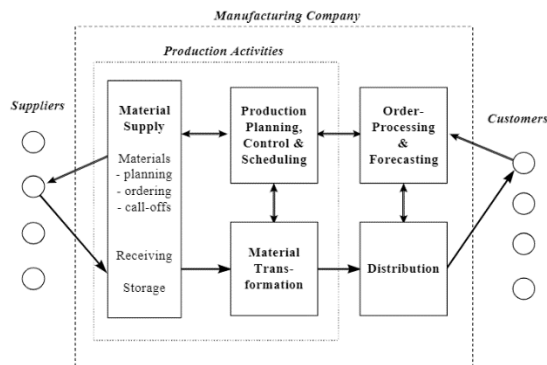 Manufacturing Company
Production Activities
Suppliers
Material
Supply
Materials
- planning
- ordering
- call-offs
Receiving
Storage
Production
Planning,
Control &
Scheduling
Order-
Processing
&
Forecasting
Customers
Material
Trans-
formation
Distribution